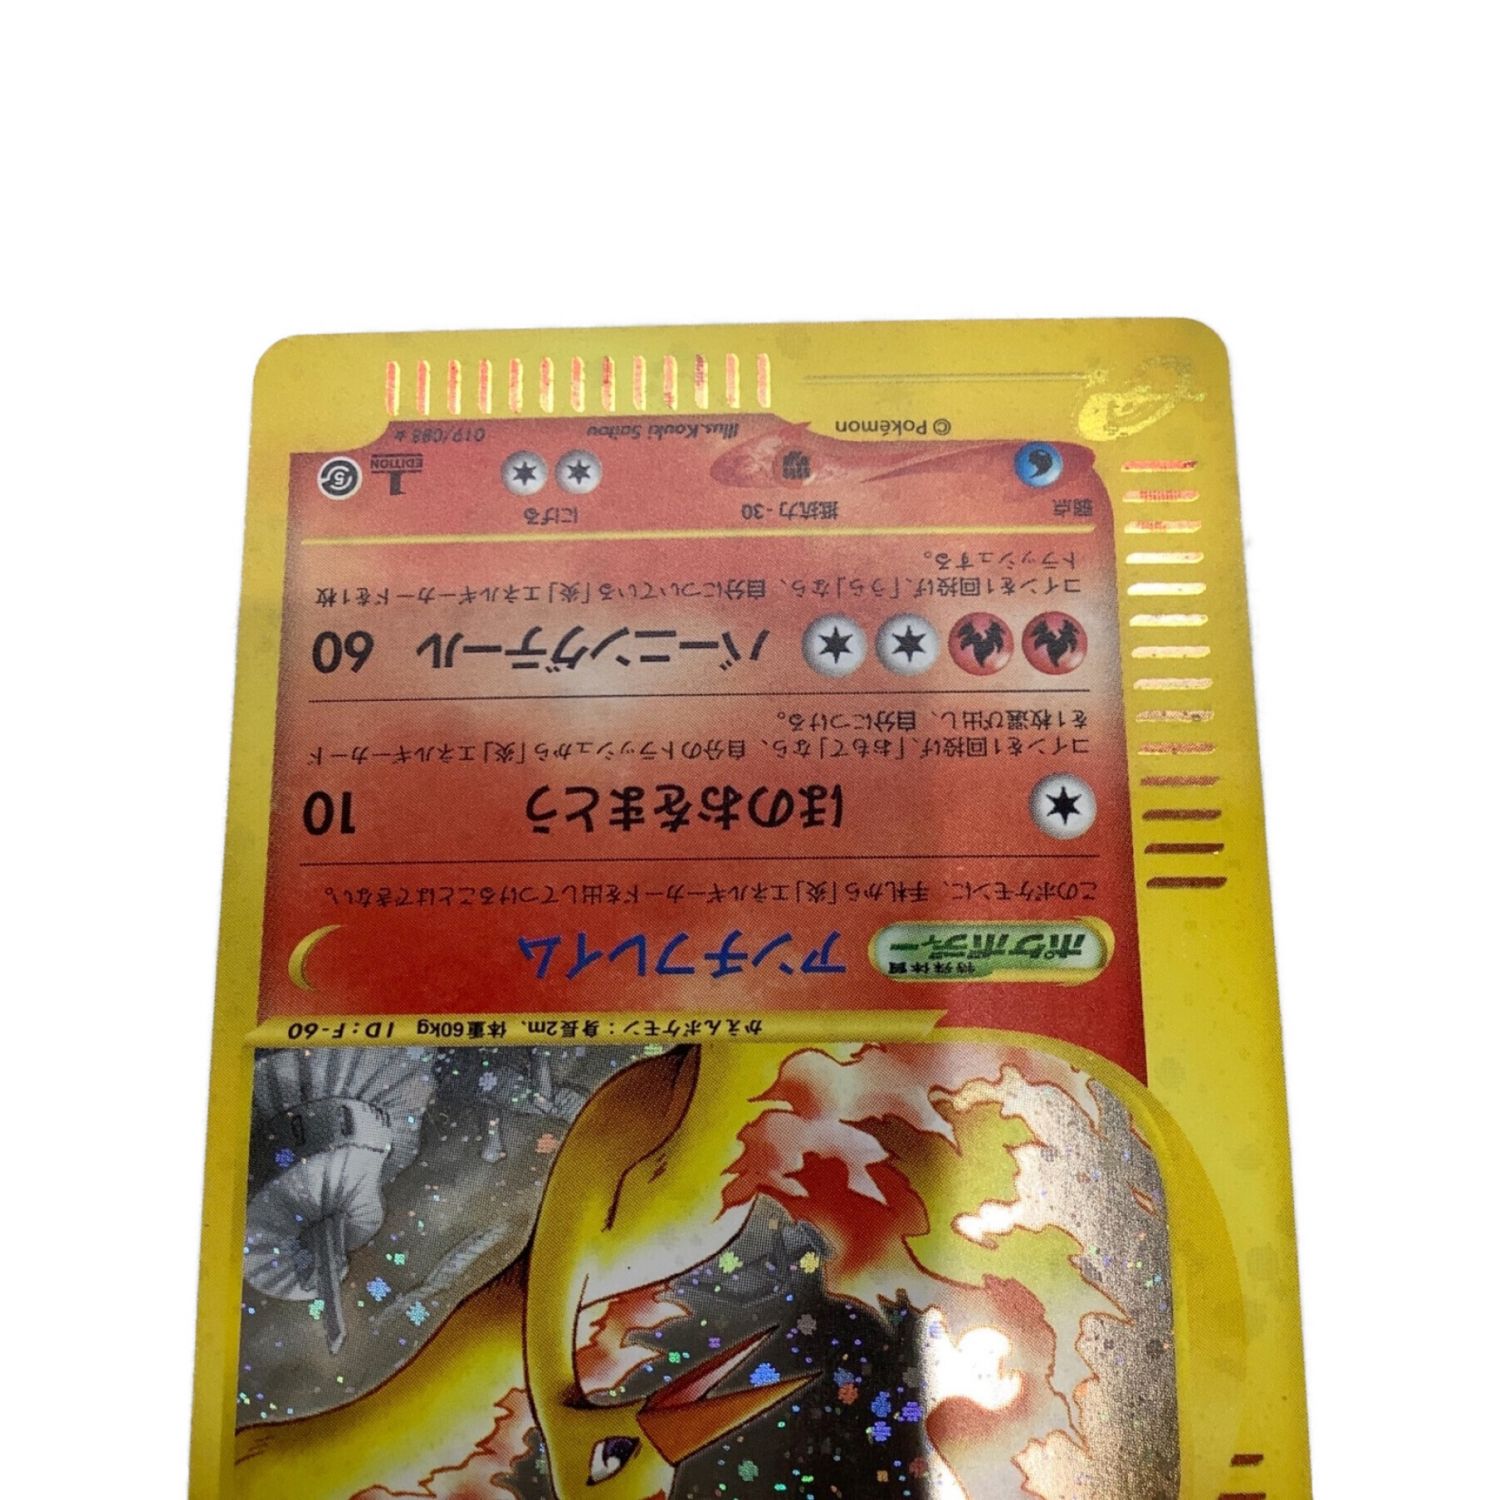 かえんポケモン：身長2m、体重60kg ID：F-60
特殊体質
ポケボディー アンチフレイム
このポケモンに、手札から「炎」エネルギーカードを出してつけることはできない。
ほのおをまとう 10
コインを1回投げ、「おもて」なら、自分のトラッシュから「炎」エネルギーカード
を1枚選び出し、自分につける。
バーニングテール 60
コインを1回投げ、「うら」なら、自分についている「炎」エネルギーカードを1枚
トラッシュする。
弱点 抵抗力 -30 にげる
5
1 EDITION
©Pokémon Illus.Kouki Saitou 019/088 ★